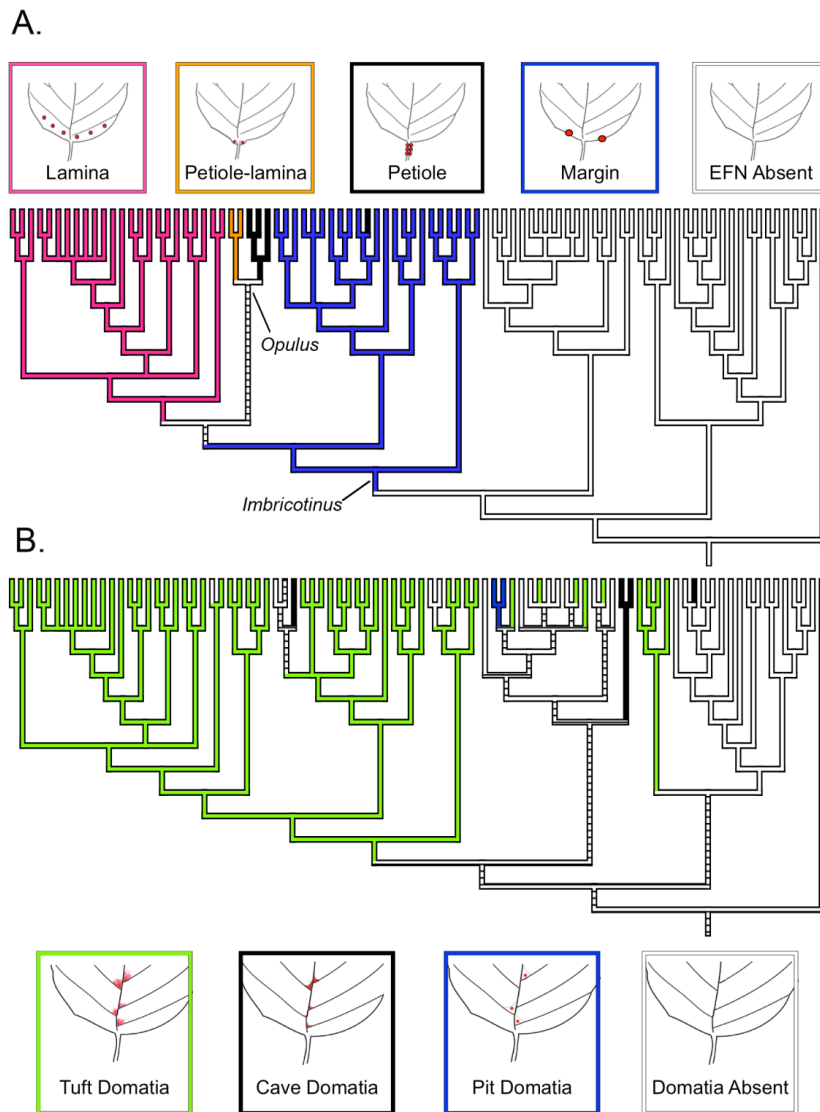 A.
Lamina
Petiole-lamina
Petiole
Margin
EFN Absent
Opulus
Imbricotinus
B.
Tuft Domatia
Cave Domatia
Pit Domatia
Domatia Absent